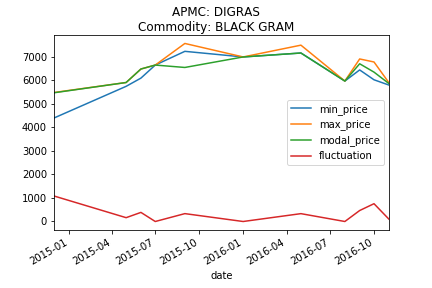 APMC: DIGRAS
Commodity: BLACK GRAM
7000
6000
5000
4000
3000
2000
1000
0
min_price
max_price
modal_price
fluctuation
2015-01
2015-04
2015-07
2015-10
2016-01
2016-04
2016-07
2016-10
date